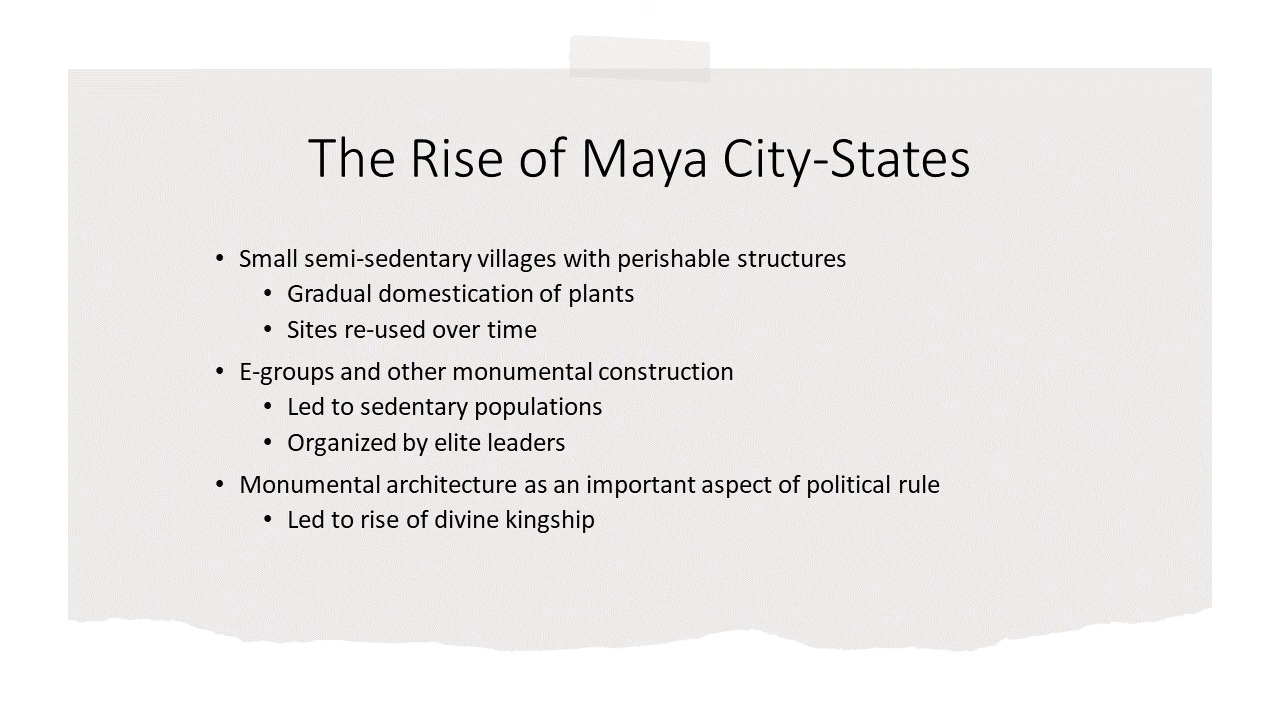 The Rise of Maya City-States
• Small semi-sedentary villages with perishable structures
• Gradual domestication of plants
• Sites re-used over time
• E-groups and other monumental construction
• Led to sedentary populations
• Organized by elite leaders
• Monumental architecture as an important aspect of political rule
• Led to rise of divine kingship